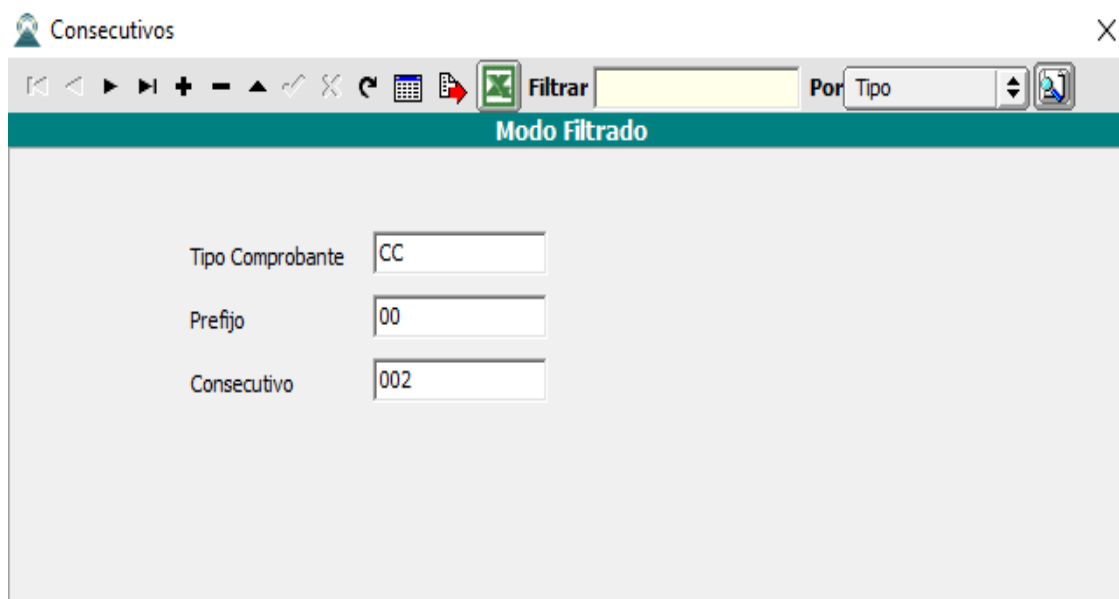 Consecutivos
Filtrar Por Tipo
Modo Filtrado
Tipo Comprobante CC
Prefijo 00
Consecutivo 002